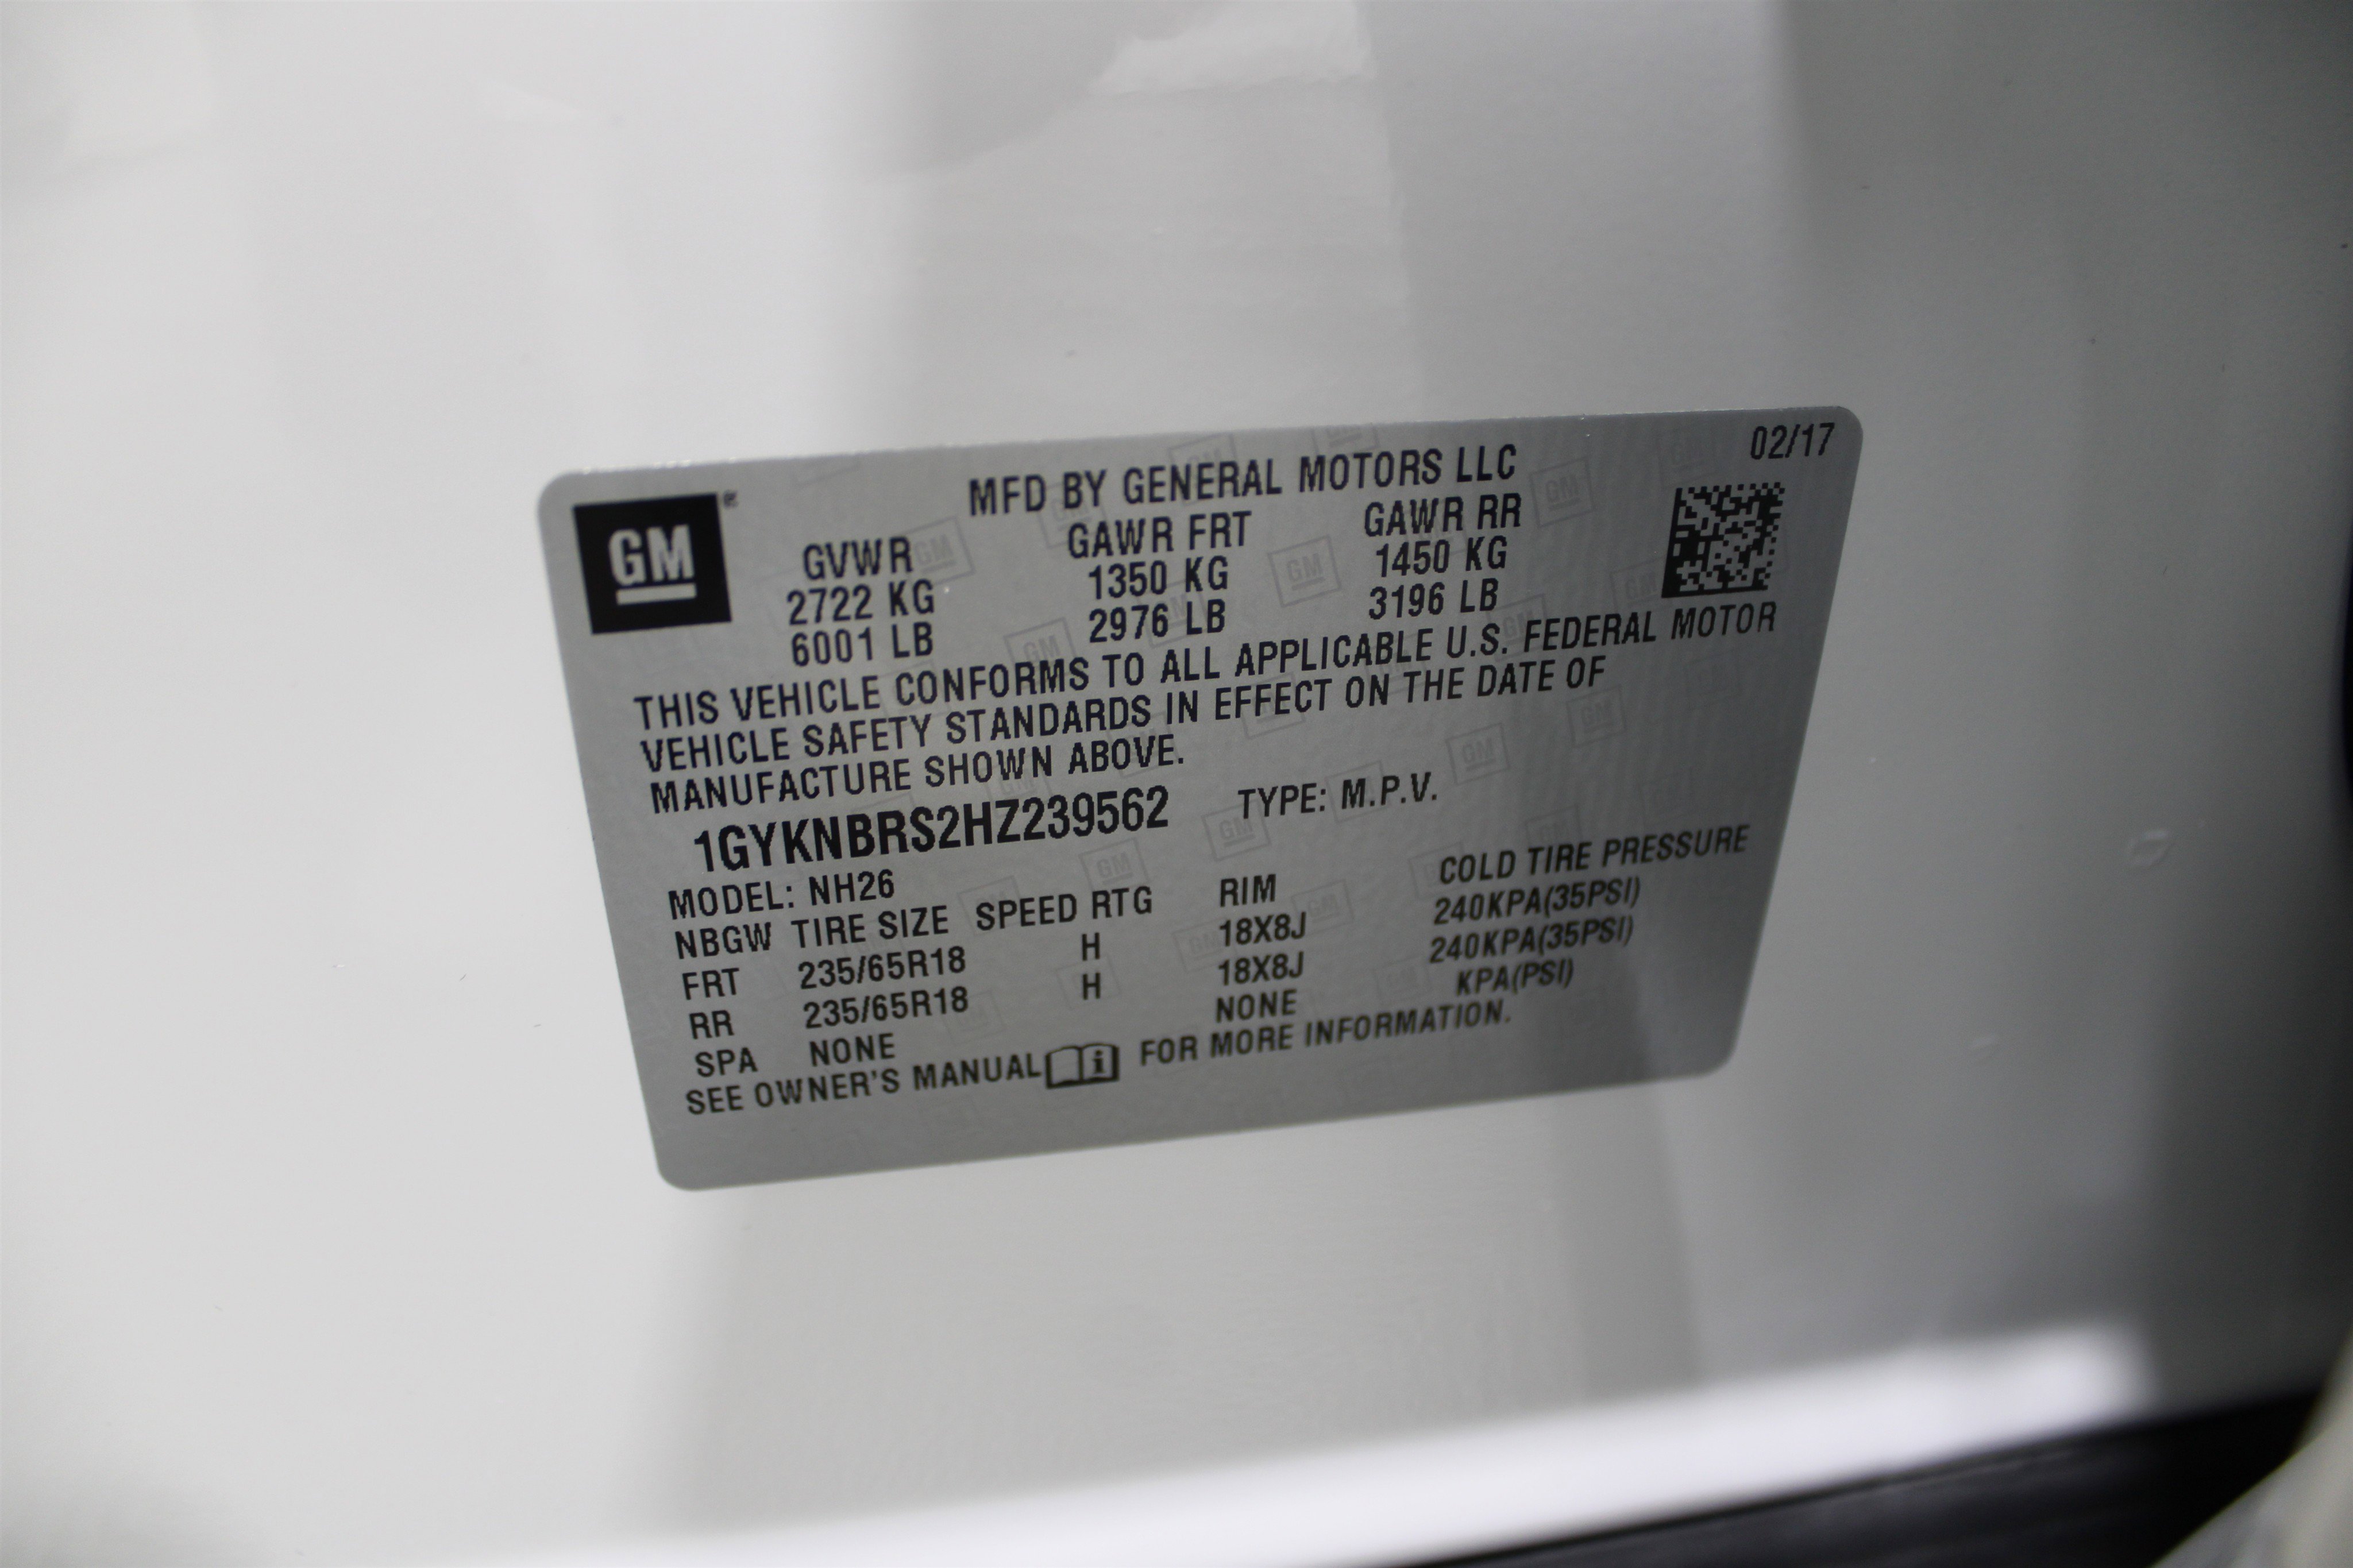 02/17
MFD BY GENERAL MOTORS LLC
GM ®
GVWR GAWR FRT GAWR RR
2722 KG 1350 KG 1450 KG
6001 LB 2976 LB 3196 LB
THIS VEHICLE CONFORMS TO ALL APPLICABLE U.S. FEDERAL MOTOR
VEHICLE SAFETY STANDARDS IN EFFECT ON THE DATE OF
MANUFACTURE SHOWN ABOVE.
1GYKNBRS2HZ239562 TYPE: M.P.V.
MODEL: NH26
NBGW TIRE SIZE SPEED RTG RIM COLD TIRE PRESSURE
FRT 235/65R18 H 18X8J 240KPA(35PSI)
RR 235/65R18 H 18X8J 240KPA(35PSI)
SPA NONE NONE KPA(PSI)
SEE OWNER'S MANUAL FOR MORE INFORMATION.